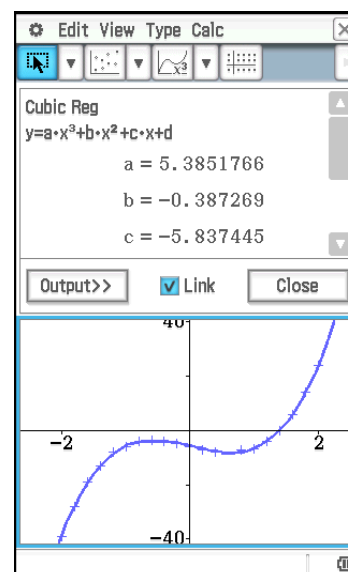 Edit View Type Calc
Cubic Reg
y=a·x³+b·x²+c·x+d
a = 5.3851766
b = −0.387269
c = −5.837445
Output>> Link Close
40
−2 2
−40